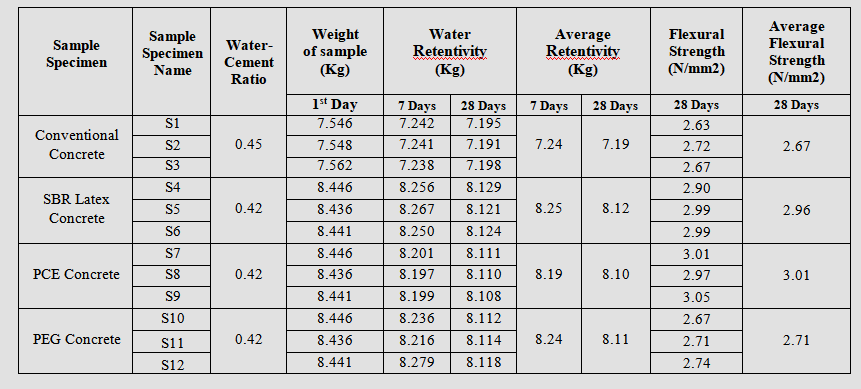 Sample Specimen | Sample Specimen Name | Water-Cement Ratio | Weight of sample (Kg) | Water Retentivity (Kg) | Average Retentivity (Kg) | Flexural Strength (N/mm2) | Average Flexural Strength (N/mm2)
1st Day | 7 Days | 28 Days | 7 Days | 28 Days | 28 Days | 28 Days
Conventional Concrete | S1 | 0.45 | 7.546 | 7.242 | 7.195 | 7.24 | 7.19 | 2.63 | 2.67
S2 | 7.548 | 7.241 | 7.191 | 2.72
S3 | 7.562 | 7.238 | 7.198 | 2.67
SBR Latex Concrete | S4 | 0.42 | 8.446 | 8.256 | 8.129 | 8.25 | 8.12 | 2.90 | 2.96
S5 | 8.436 | 8.267 | 8.121 | 2.99
S6 | 8.441 | 8.250 | 8.124 | 2.99
PCE Concrete | S7 | 0.42 | 8.446 | 8.201 | 8.111 | 8.19 | 8.10 | 3.01 | 3.01
S8 | 8.436 | 8.197 | 8.110 | 2.97
S9 | 8.441 | 8.199 | 8.108 | 3.05
PEG Concrete | S10 | 0.42 | 8.446 | 8.236 | 8.112 | 8.24 | 8.11 | 2.67 | 2.71
S11 | 8.436 | 8.216 | 8.114 | 2.71
S12 | 8.441 | 8.279 | 8.118 | 2.74